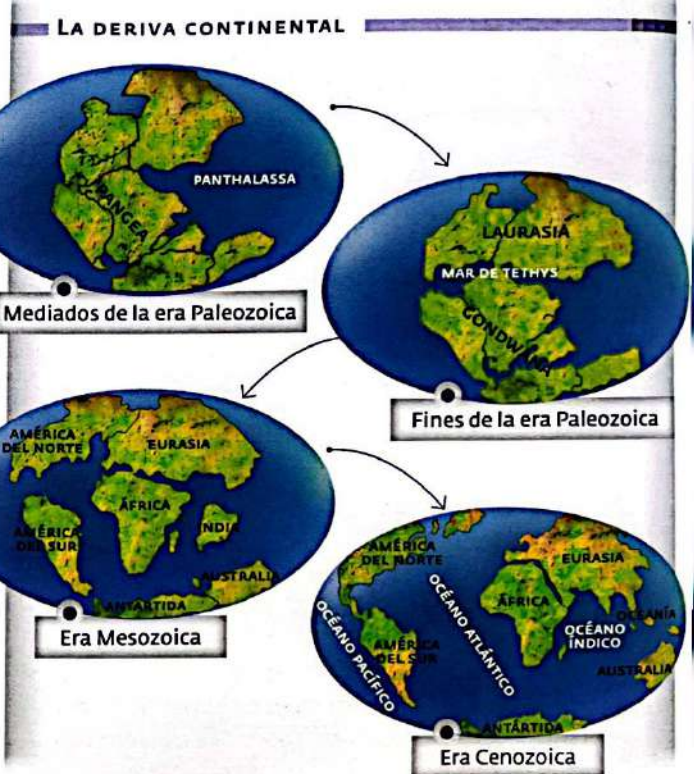 LA DERIVA CONTINENTAL
PANTHALASSA
PANGEA
Mediados de la era Paleozoica
LAURASIA
MAR DE TETHYS
GONDWANA
Fines de la era Paleozoica
AMÉRICA
DEL NORTE
EURASIA
ÁFRICA
INDIA
AMÉRICA
DEL SUR
AUSTRALIA
ANTÁRTIDA
Era Mesozoica
AMÉRICA
DEL NORTE
EURASIA
OCÉANO ATLÁNTICO
ÁFRICA
OCEANÍA
OCÉANO
ÍNDICO
OCÉANO PACÍFICO
AMÉRICA
DEL SUR
AUSTRALIA
ANTÁRTIDA
Era Cenozoica